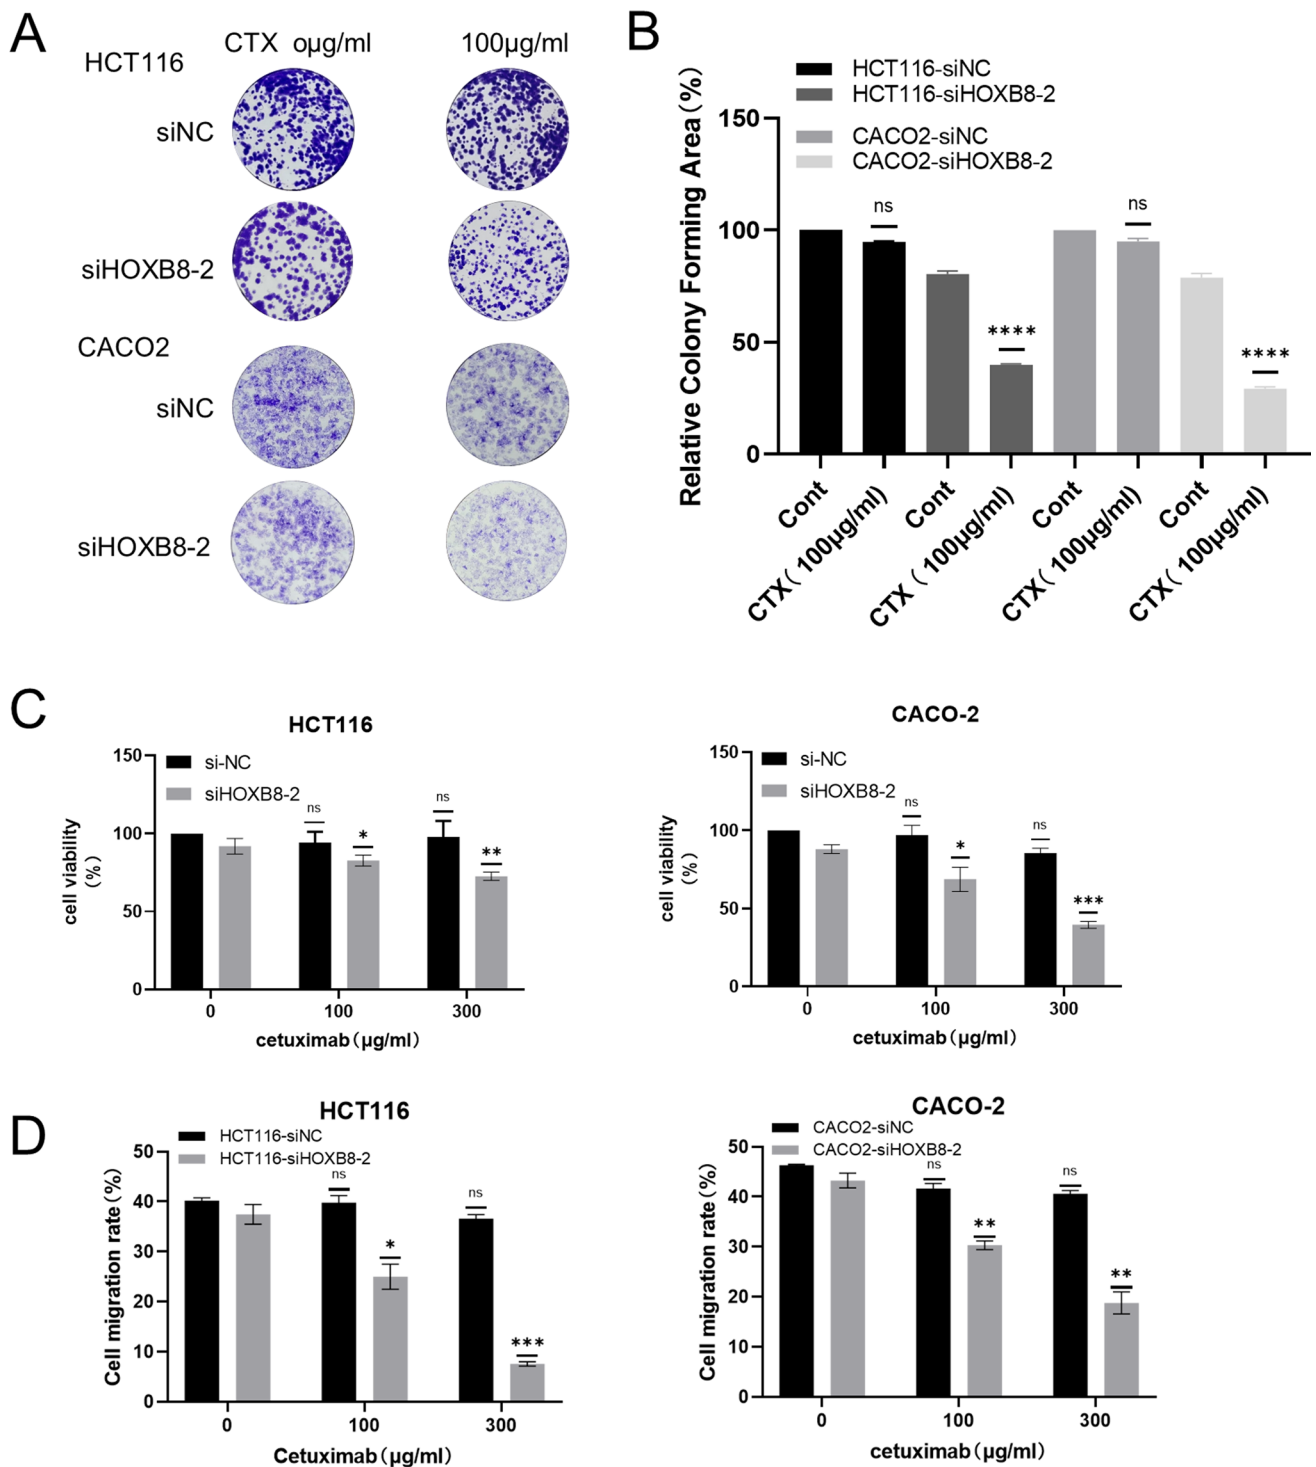 A
CTX oμg/ml 100μg/ml
HCT116
siNC
siHOXB8-2
CACO2
siNC
siHOXB8-2
B
HCT116-siNC
HCT116-siHOXB8-2
CACO2-siNC
CACO2-siHOXB8-2
Relative Colony Forming Area (%)
150
100
50
0
ns
****
ns
****
Cont
CTX( 100μg/ml)
Cont
CTX( 100μg/ml)
Cont
CTX( 100μg/ml)
Cont
CTX( 100μg/ml)
C
HCT116
si-NC
siHOXB8-2
cell viability
(%)
150
100
50
0
ns
*
ns
**
0 100 300
cetuximab(μg/ml)
CACO-2
si-NC
siHOXB8-2
cell viability
(%)
150
100
50
0
ns
*
ns
***
0 100 300
cetuximab(μg/ml)
D
HCT116
HCT116-siNC
HCT116-siHOXB8-2
Cell migration rate(%)
50
40
30
20
10
0
ns
*
ns
***
0 100 300
Cetuximab(μg/ml)
CACO-2
CACO2-siNC
CACO2-siHOXB8-2
Cell migration rate(%)
50
40
30
20
10
0
ns
**
ns
**
0 100 300
cetuximab(μg/ml)